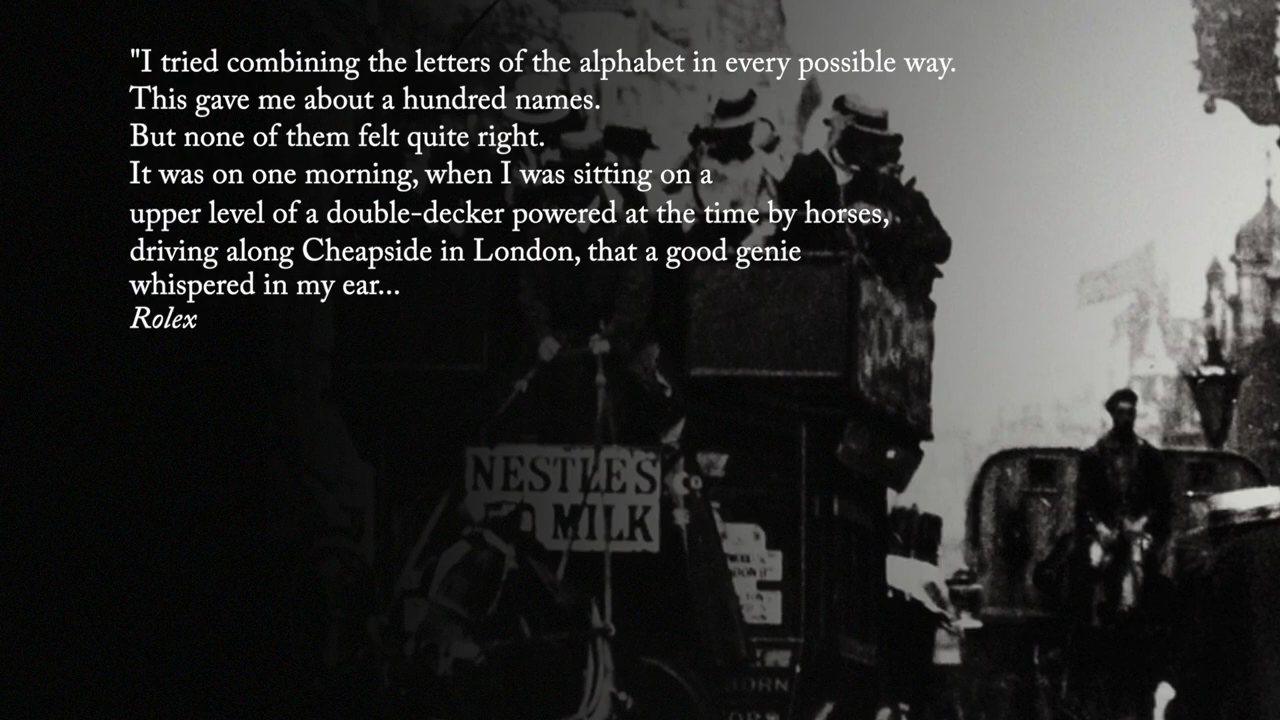 "I tried combining the letters of the alphabet in every possible way.
This gave me about a hundred names.
But none of them felt quite right.
It was on one morning, when I was sitting on a
upper level of a double-decker powered at the time by horses,
driving along Cheapside in London, that a good genie
whispered in my ear...
Rolex
NESTLE'S
MILK